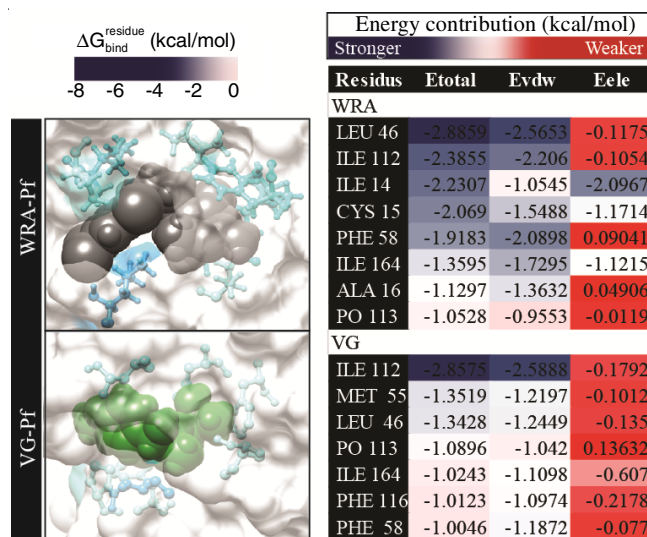 ΔG residue bind (kcal/mol)
-8 -6 -4 -2 0
WRA-Pf
VG-Pf
Energy contribution (kcal/mol)
Stronger Weaker
Residus Etotal Evdw Eele
WRA
LEU 46 -2.8859 -2.5653 -0.1175
ILE 112 -2.3855 -2.206 -0.1054
ILE 14 -2.2307 -1.0545 -2.0967
CYS 15 -2.069 -1.5488 -1.1714
PHE 58 -1.9183 -2.0898 0.09041
ILE 164 -1.3595 -1.7295 -1.1215
ALA 16 -1.1297 -1.3632 0.04906
PO 113 -1.0528 -0.9553 -0.0119
VG
ILE 112 -2.8575 -2.5888 -0.1792
MET 55 -1.3519 -1.2197 -0.1012
LEU 46 -1.3428 -1.2449 -0.135
PO 113 -1.0896 -1.042 0.13632
ILE 164 -1.0243 -1.1098 -0.607
PHE 116 -1.0123 -1.0974 -0.2178
PHE 58 -1.0046 -1.1872 -0.077